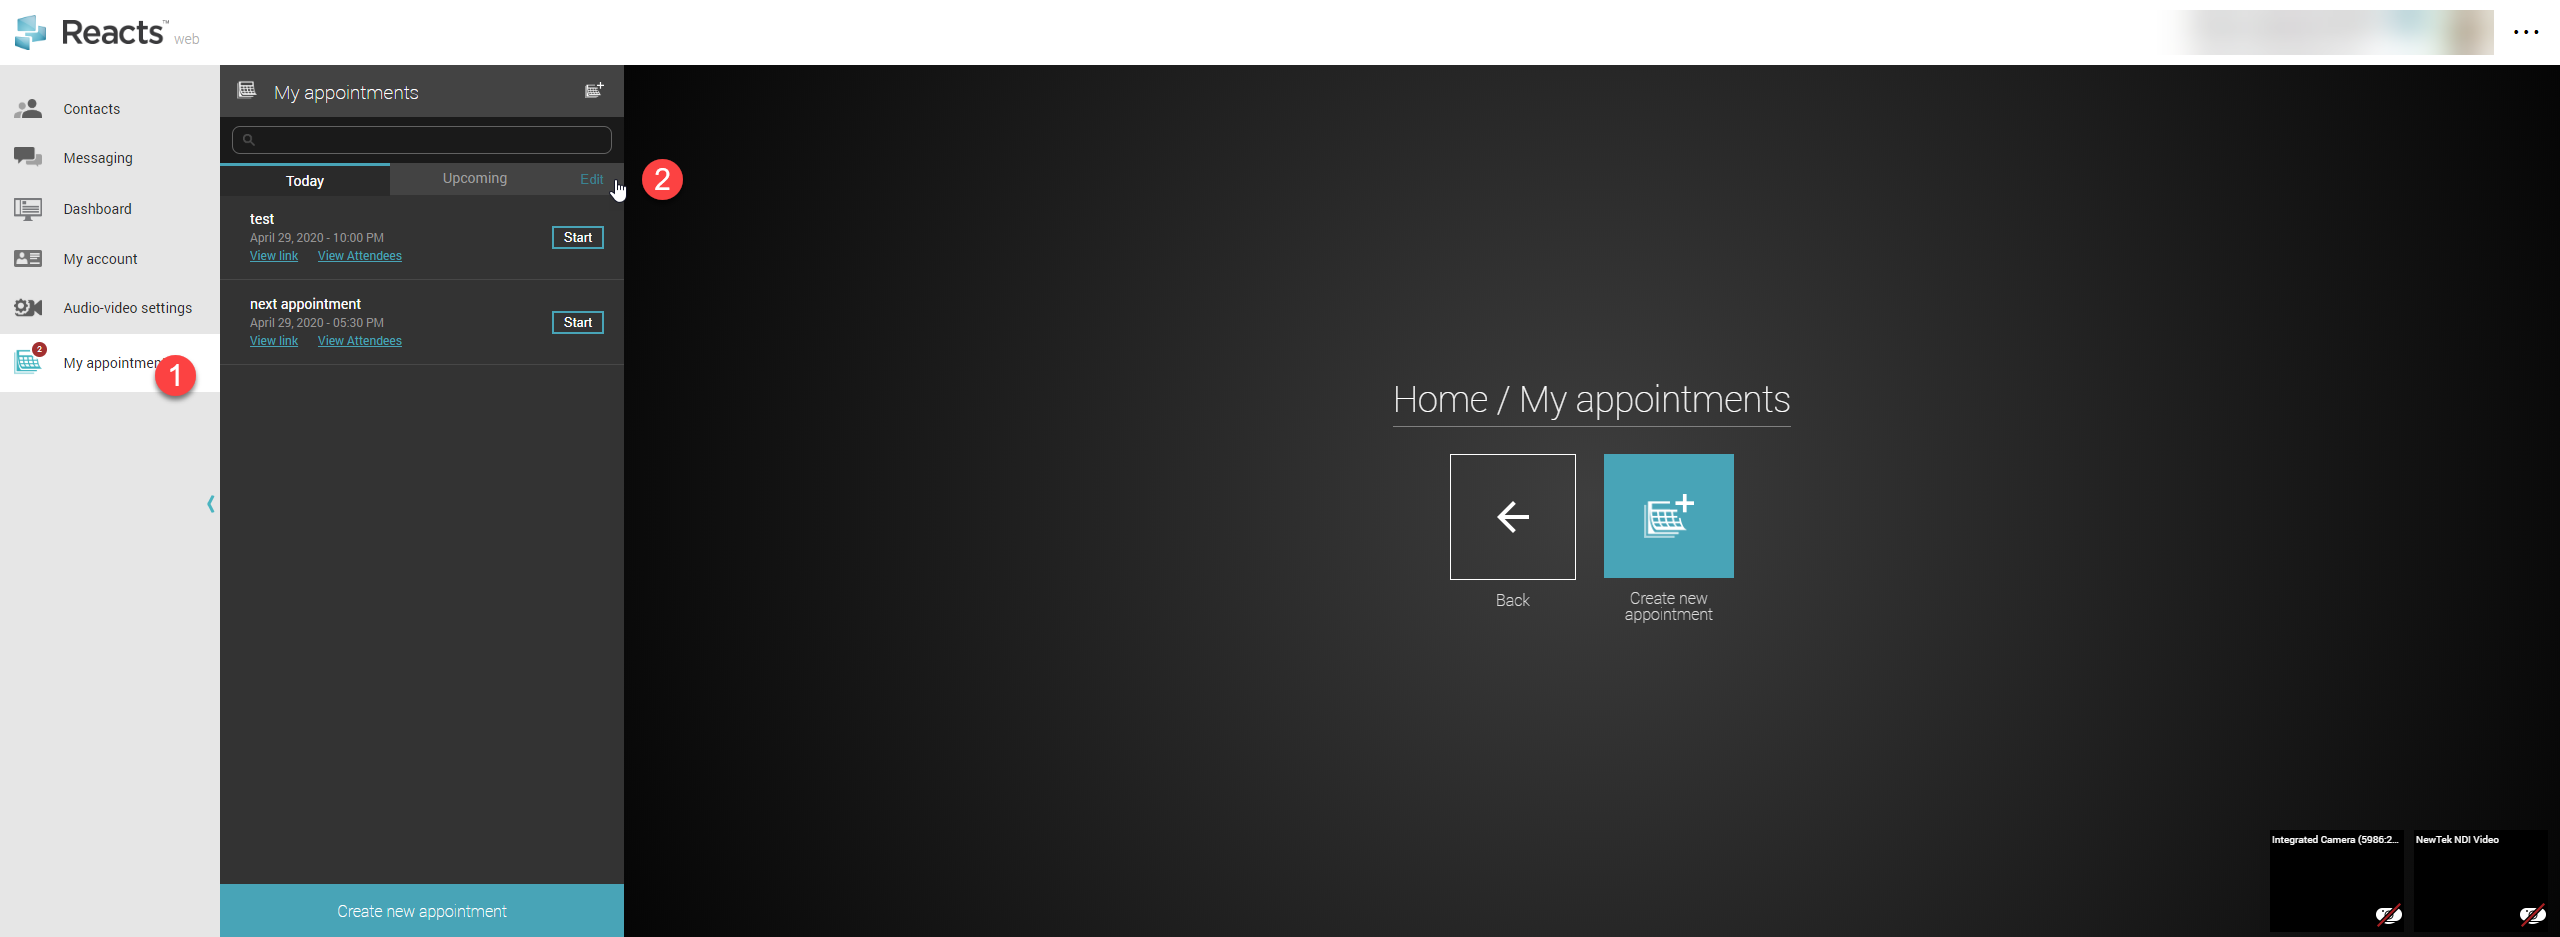 Reacts™ web
Contacts
Messaging
Dashboard
My account
Audio-video settings
2
My appointmen
1
My appointments
Today
Upcoming
Edit
2
test
April 29, 2020 - 10:00 PM
View link View Attendees
Start
next appointment
April 29, 2020 - 05:30 PM
View link View Attendees
Start
Create new appointment
Home / My appointments
Back
Create new
appointment
Integrated Camera (5986:2...
NewTek NDI Video